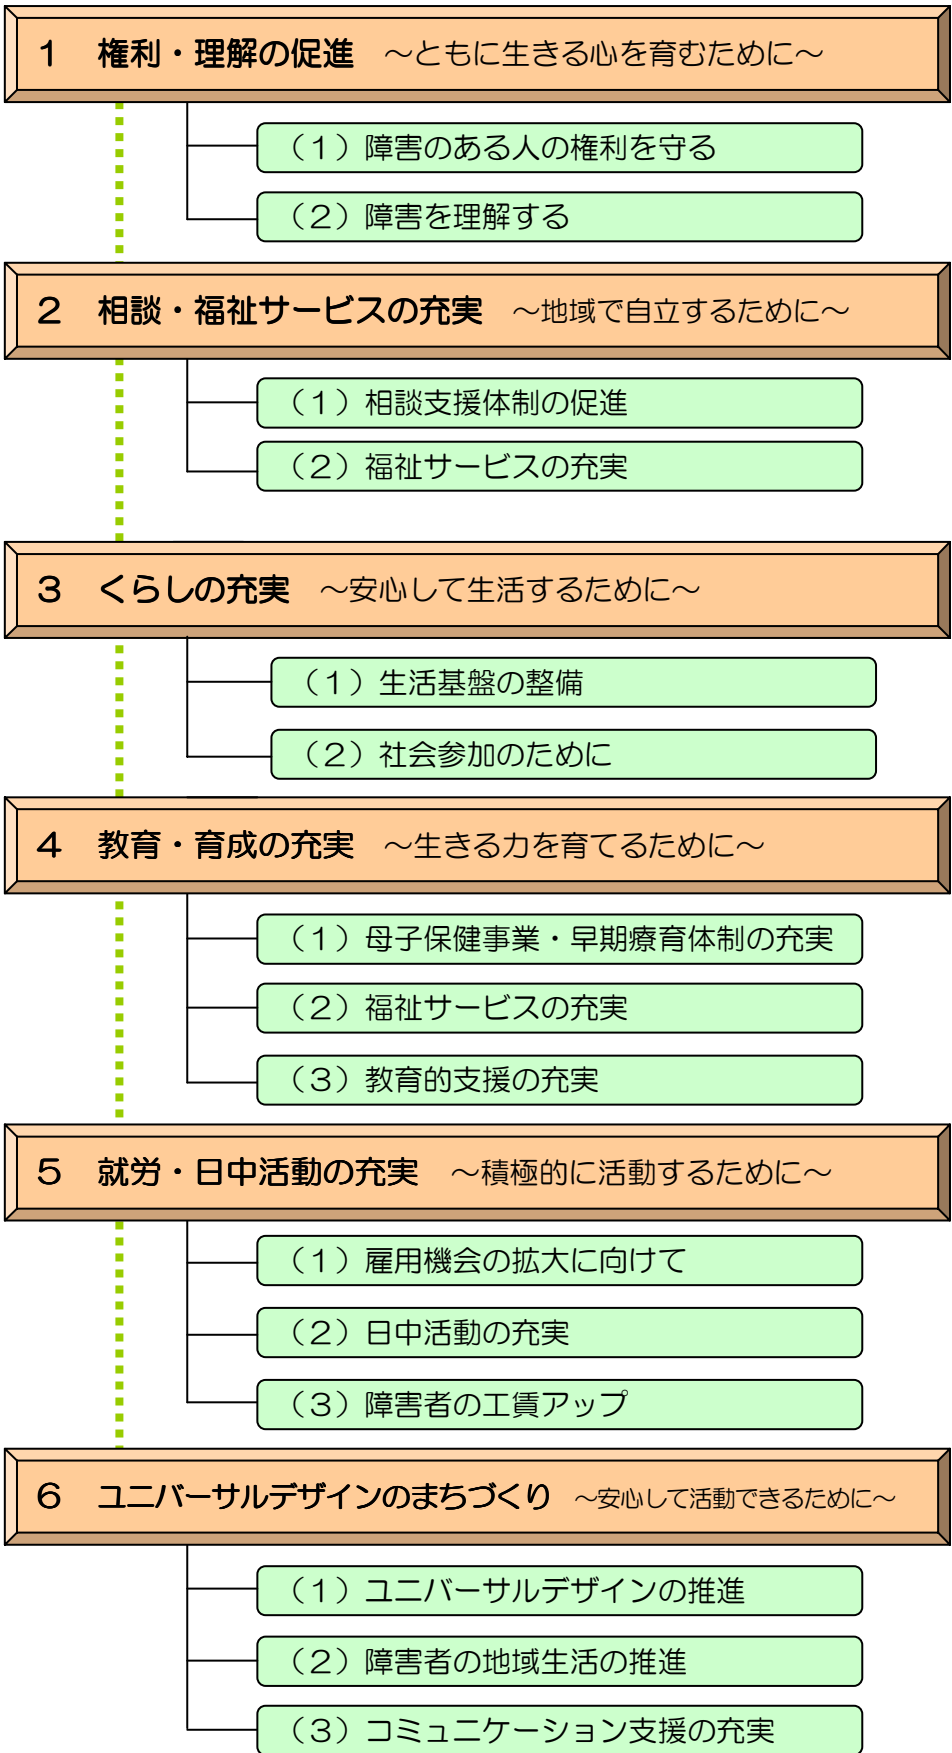 １　権利・理解の促進　～ともに生きる心を育むために～
（１）障害のある人の権利を守る
（２）障害を理解する
２　相談・福祉サービスの充実　～地域で自立するために～
（１）相談支援体制の促進
（２）福祉サービスの充実
３　くらしの充実　～安心して生活するために～
（１）生活基盤の整備
（２）社会参加のために
４　教育・育成の充実　～生きる力を育てるために～
（１）母子保健事業・早期療育体制の充実
（２）福祉サービスの充実
（３）教育的支援の充実
５　就労・日中活動の充実　～積極的に活動するために～
（１）雇用機会の拡大に向けて
（２）日中活動の充実
（３）障害者の工賃アップ
６　ユニバーサルデザインのまちづくり　～安心して活動できるために～
（１）ユニバーサルデザインの推進
（２）障害者の地域生活の推進
（３）コミュニケーション支援の充実